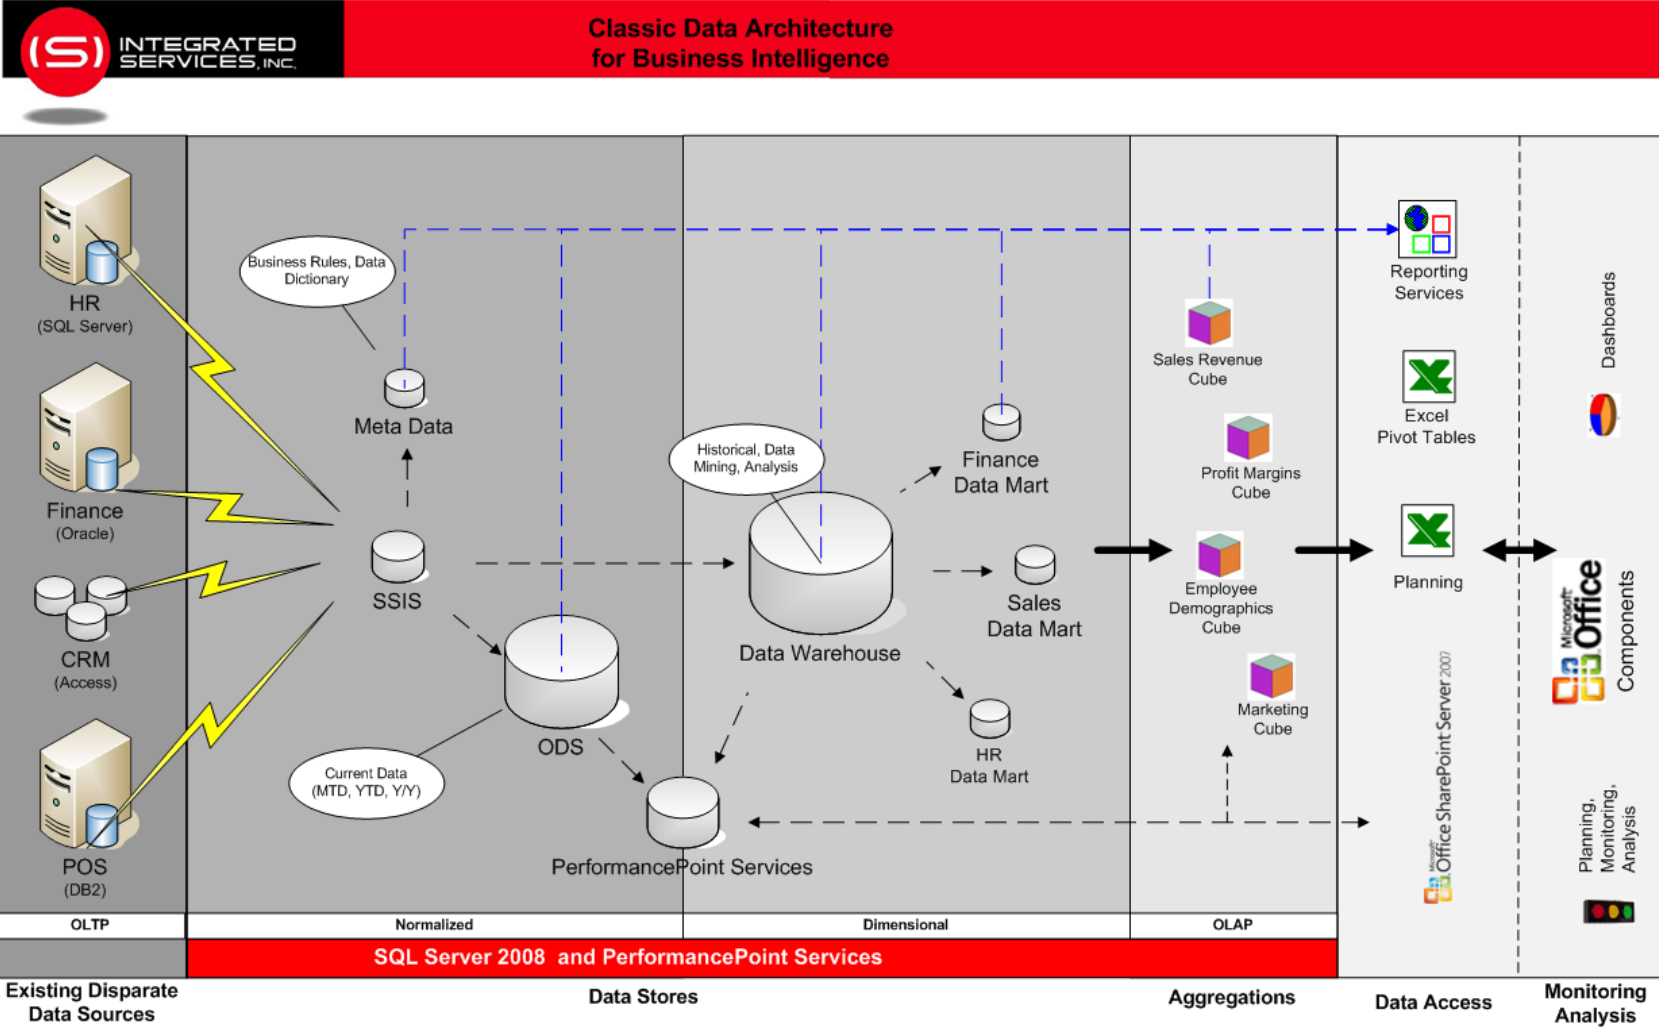 (S) INTEGRATED
SERVICES, INC.
Classic Data Architecture
for Business Intelligence
HR
(SQL Server)
Finance
(Oracle)
CRM
(Access)
POS
(DB2)
OLTP
Existing Disparate
Data Sources
Business Rules, Data
Dictionary
Meta Data
SSIS
ODS
Current Data
(MTD, YTD, Y/Y)
PerformancePoint Services
Historical, Data
Mining, Analysis
Data Warehouse
Finance
Data Mart
Sales
Data Mart
HR
Data Mart
Normalized
Dimensional
Sales Revenue
Cube
Profit Margins
Cube
Employee
Demographics
Cube
Marketing
Cube
OLAP
SQL Server 2008 and PerformancePoint Services
Data Stores
Aggregations
Reporting
Services
Excel
Pivot Tables
Planning
Microsoft
Office SharePoint Server 2007
Data Access
Dashboards
Microsoft
Office
Components
Planning,
Monitoring,
Analysis
Monitoring
Analysis